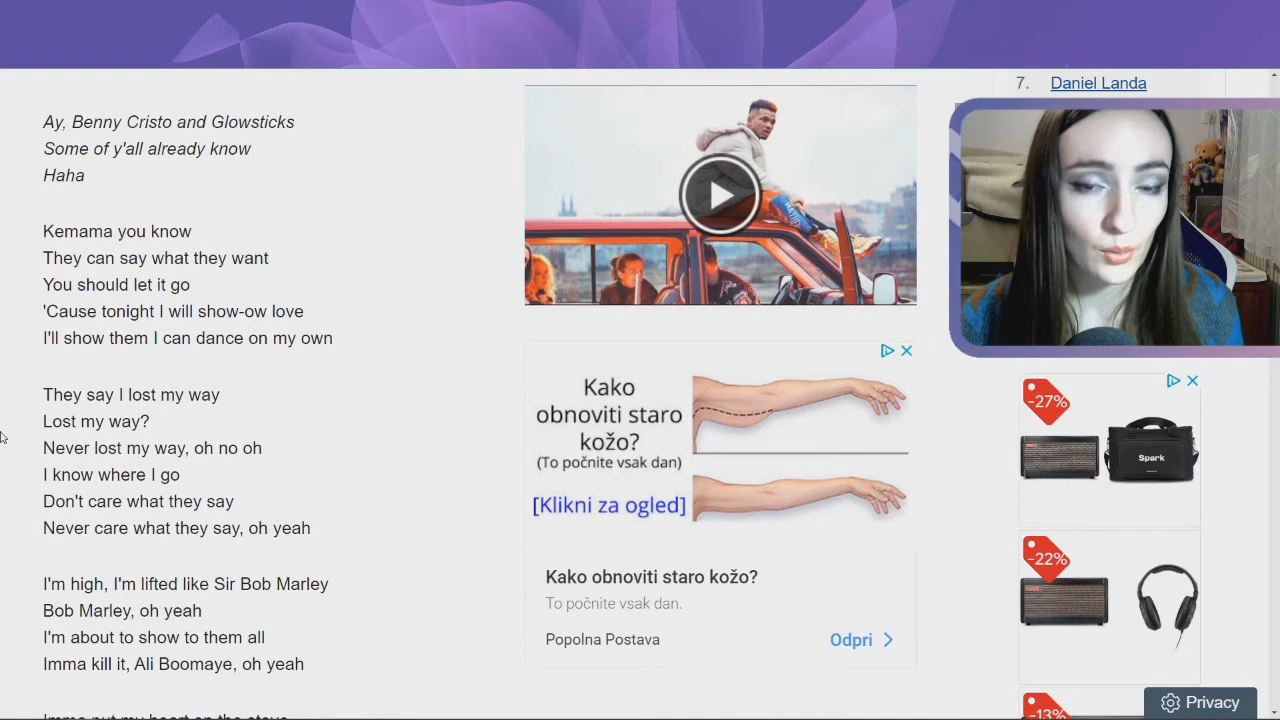 Ay, Benny Cristo and Glowsticks
Some of y'all already know
Haha
Kemama you know
They can say what they want
You should let it go
'Cause tonight I will show-ow love
I'll show them I can dance on my own
They say I lost my way
Lost my way?
Never lost my way, oh no oh
I know where I go
Don't care what they say
Never care what they say, oh yeah
I'm high, I'm lifted like Sir Bob Marley
Bob Marley, oh yeah
I'm about to show to them all
Imma kill it, Ali Boomaye, oh yeah
Kako
obnoviti staro
kožo?
(To počnite vsak dan)
[Klikni za ogled]
Kako obnoviti staro kožo?
To počnite vsak dan.
Popolna Postava
Odpri
7. Daniel Landa
-27%
Spark
-22%
-13%
Privacy